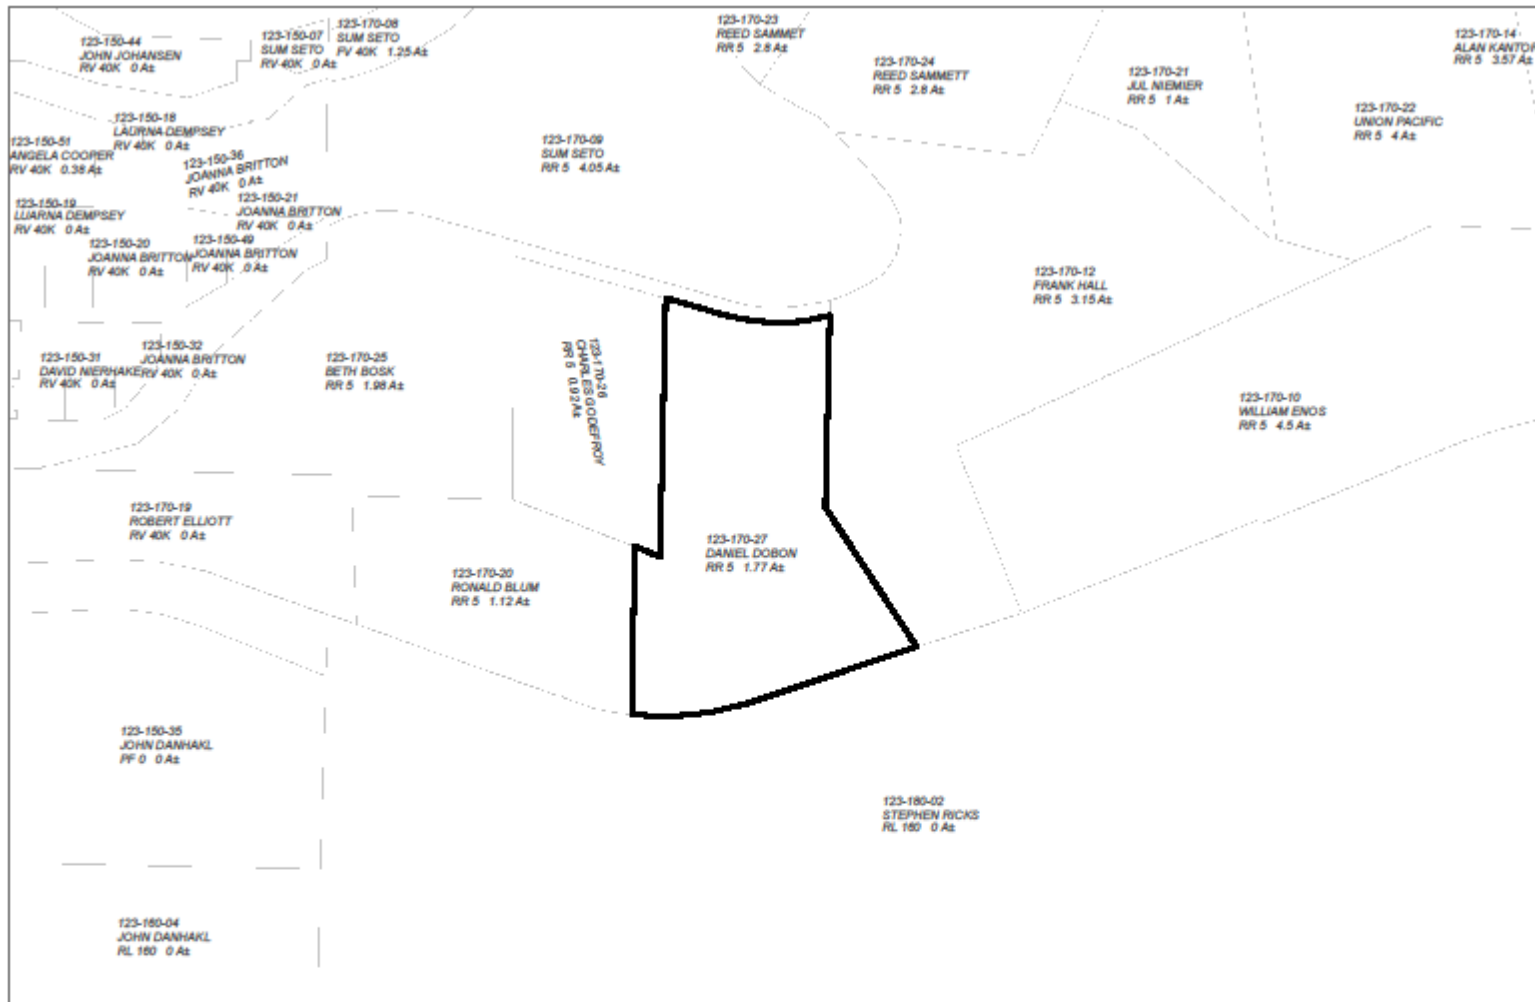 123-150-44
JOHN JOHANSEN
RV 40K 0 A±
123-150-07
SUM SETO
RV 40K 0 A±
123-170-08
SUM SETO
FV 40K 1.25 A±
123-170-23
REED SAMMET
RR 5 2.8 A±
123-170-24
REED SAMMETT
RR 5 2.8 A±
123-170-21
JUL NIEMIER
RR 5 1 A±
123-170-14
ALAN KANTOR
RR 5 3.57 A±
123-170-22
UNION PACIFIC
RR 5 4 A±
123-150-18
LAURNA DEMPSEY
RV 40K 0 A±
123-150-51
ANGELA COOPER
RV 40K 0.38 A±
123-150-36
JOANNA BRITTON
RV 40K 0 A±
123-170-09
SUM SETO
RR 5 4.05 A±
123-150-19
LUARNA DEMPSEY
RV 40K 0 A±
123-150-21
JOANNA BRITTON
RV 40K 0 A±
123-150-20
JOANNA BRITTON
RV 40K 0 A±
123-150-49
JOANNA BRITTON
RV 40K 0 A±
123-170-12
FRANK HALL
RR 5 3.15 A±
123-150-31
DAVID NIERHAKE
RV 40K 0 A±
123-150-32
JOANNA BRITTON
RV 40K 0 A±
123-170-25
BETH BOSK
RR 5 1.98 A±
123-170-26
CHARLES GODEFROY
RR 5 0.92 A±
123-170-10
WILLIAM ENOS
RR 5 4.5 A±
123-170-19
ROBERT ELLIOTT
RV 40K 0 A±
123-170-27
DANIEL DOBON
RR 5 1.77 A±
123-170-20
RONALD BLUM
RR 5 1.12 A±
123-150-35
JOHN DANHAKL
PF 0 0 A±
123-180-02
STEPHEN RICKS
RL 160 0 A±
123-160-04
JOHN DANHAKL
RL 160 0 A±